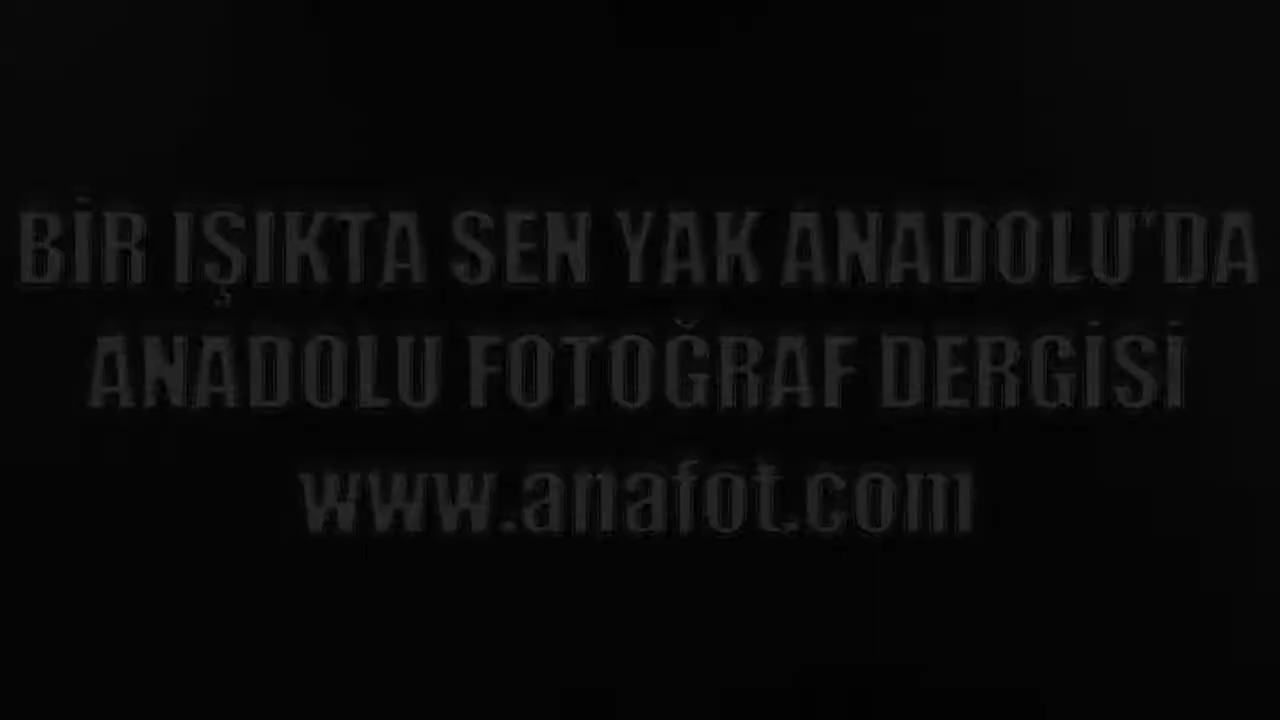 BİR IŞIKTA SEN YAK ANADOLU'DA
ANADOLU FOTOĞRAF DERGİSİ
www.anafot.com